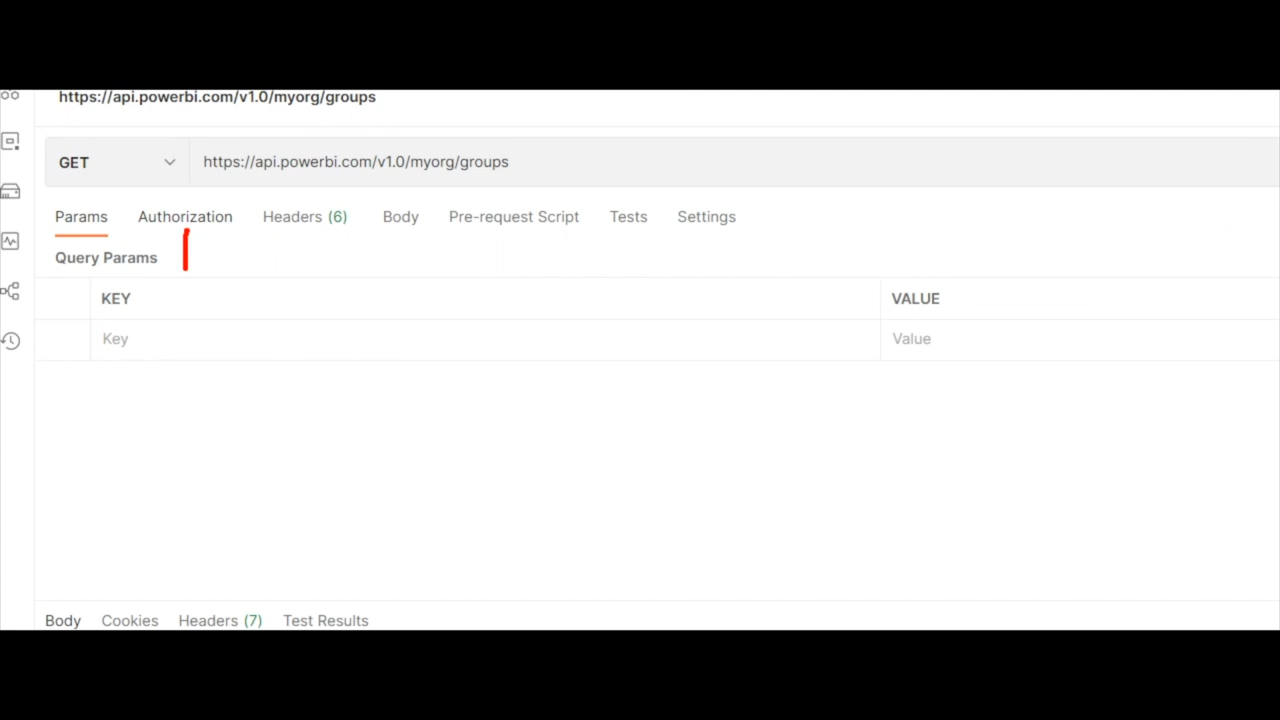 https://api.powerbi.com/v1.0/myorg/groups
GET https://api.powerbi.com/v1.0/myorg/groups
Params Authorization Headers (6) Body Pre-request Script Tests Settings
Query Params
KEY VALUE
Key Value
Body Cookies Headers (7) Test Results